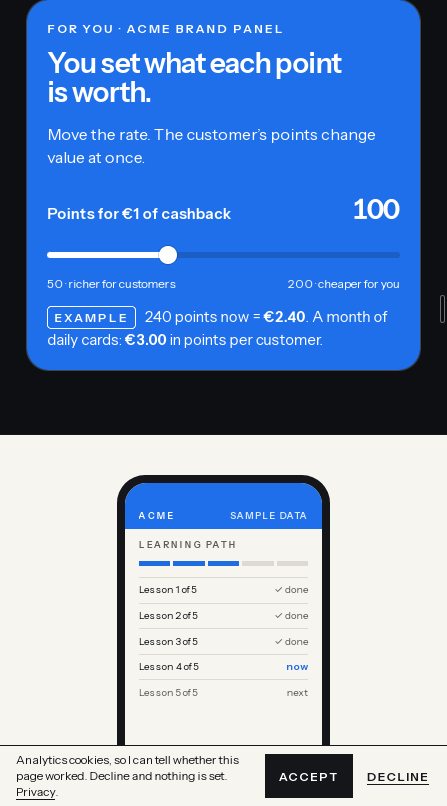 FOR YOU · ACME BRAND PANEL
You set what each point
is worth.
Move the rate. The customer's points change
value at once.
Points for €1 of cashback 100
50 · richer for customers 200 · cheaper for you
EXAMPLE 240 points now = €2.40. A month of
daily cards: €3.00 in points per customer.
ACME SAMPLE DATA
LEARNING PATH
Lesson 1 of 5 ✓ done
Lesson 2 of 5 ✓ done
Lesson 3 of 5 ✓ done
Lesson 4 of 5 now
Lesson 5 of 5 next
Analytics cookies, so I can tell whether this
page worked. Decline and nothing is set.
Privacy.
ACCEPT DECLINE